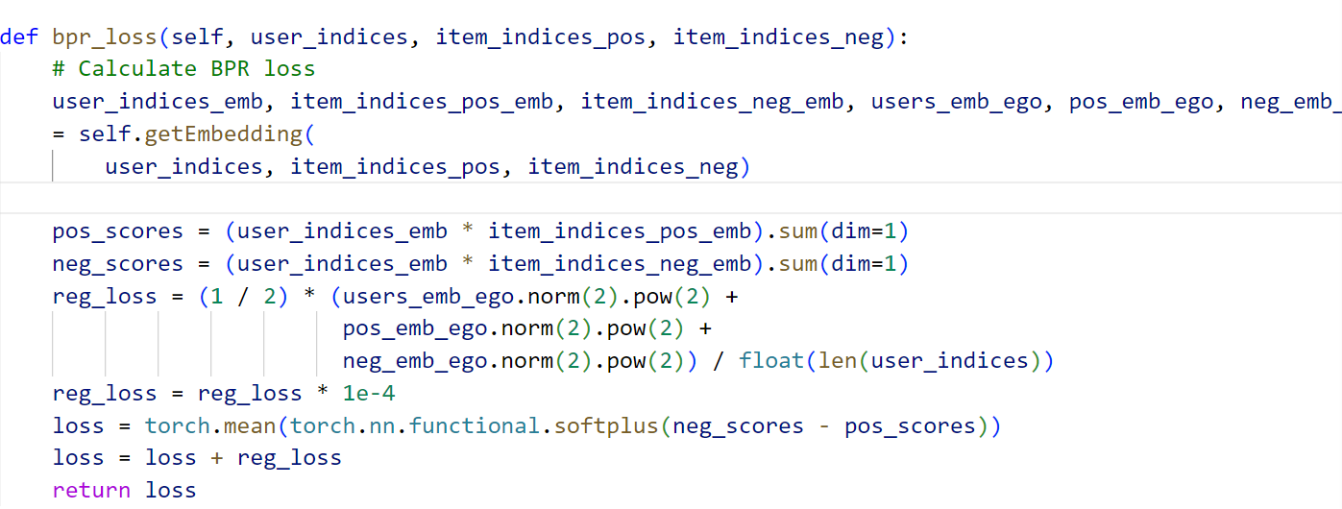 def bpr_loss(self, user_indices, item_indices_pos, item_indices_neg):
    # Calculate BPR loss
    user_indices_emb, item_indices_pos_emb, item_indices_neg_emb, users_emb_ego, pos_emb_ego, neg_emb_
    = self.getEmbedding(
        user_indices, item_indices_pos, item_indices_neg)
    pos_scores = (user_indices_emb * item_indices_pos_emb).sum(dim=1)
    neg_scores = (user_indices_emb * item_indices_neg_emb).sum(dim=1)
    reg_loss = (1 / 2) * (users_emb_ego.norm(2).pow(2) +
                          pos_emb_ego.norm(2).pow(2) +
                          neg_emb_ego.norm(2).pow(2)) / float(len(user_indices))
    reg_loss = reg_loss * 1e-4
    loss = torch.mean(torch.nn.functional.softplus(neg_scores - pos_scores))
    loss = loss + reg_loss
    return loss